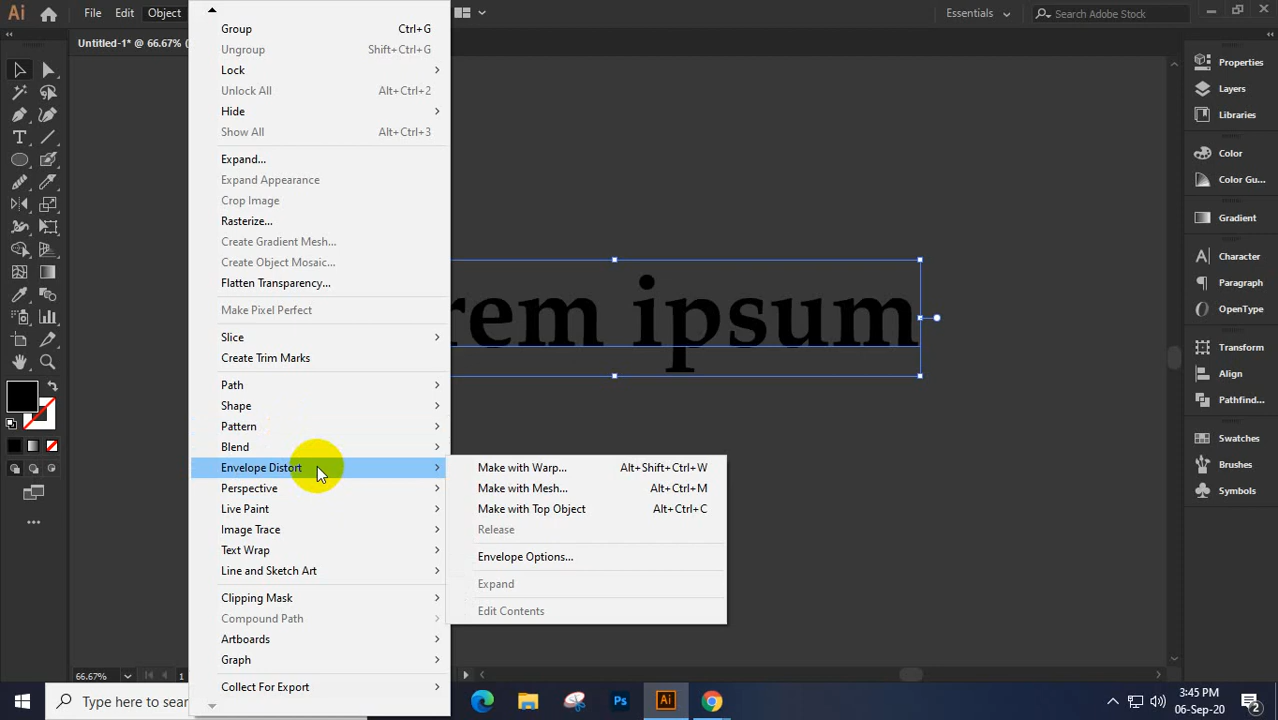 Ai
File
Edit
Object
Essentials
Search Adobe Stock
Untitled-1* @ 66.67% (
Group Ctrl+G
Ungroup Shift+Ctrl+G
Lock
Unlock All Alt+Ctrl+2
Hide
Show All Alt+Ctrl+3
Expand...
Expand Appearance
Crop Image
Rasterize...
Create Gradient Mesh...
Create Object Mosaic...
Flatten Transparency...
Make Pixel Perfect
Slice
Create Trim Marks
Path
Shape
Pattern
Blend
Envelope Distort
Perspective
Live Paint
Image Trace
Text Wrap
Line and Sketch Art
Clipping Mask
Compound Path
Artboards
Graph
Collect For Export
Make with Warp... Alt+Shift+Ctrl+W
Make with Mesh... Alt+Ctrl+M
Make with Top Object Alt+Ctrl+C
Release
Envelope Options...
Expand
Edit Contents
rem ipsum
Properties
Layers
Libraries
Color
Color Gu...
Gradient
Character
Paragraph
OpenType
Transform
Align
Pathfind...
Swatches
Brushes
Symbols
66.67%
1
Type here to sear
Ps
Ai
3:45 PM
06-Sep-20
2